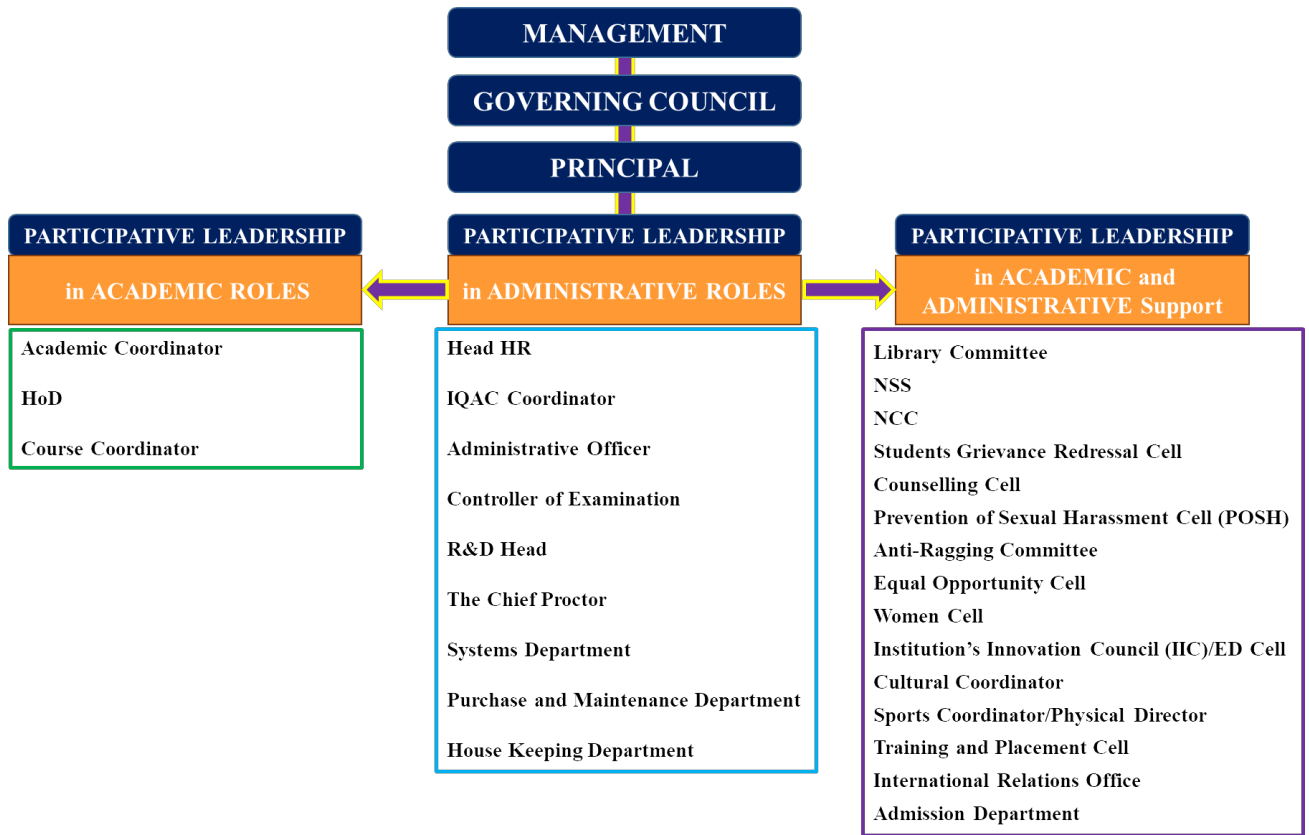 MANAGEMENT
GOVERNING COUNCIL
PRINCIPAL
PARTICIPATIVE LEADERSHIP
in ACADEMIC ROLES
Academic Coordinator
HoD
Course Coordinator
PARTICIPATIVE LEADERSHIP
in ADMINISTRATIVE ROLES
Head HR
IQAC Coordinator
Administrative Officer
Controller of Examination
R&D Head
The Chief Proctor
Systems Department
Purchase and Maintenance Department
House Keeping Department
PARTICIPATIVE LEADERSHIP
in ACADEMIC and
ADMINISTRATIVE Support
Library Committee
NSS
NCC
Students Grievance Redressal Cell
Counselling Cell
Prevention of Sexual Harassment Cell (POSH)
Anti-Ragging Committee
Equal Opportunity Cell
Women Cell
Institution’s Innovation Council (IIC)/ED Cell
Cultural Coordinator
Sports Coordinator/Physical Director
Training and Placement Cell
International Relations Office
Admission Department